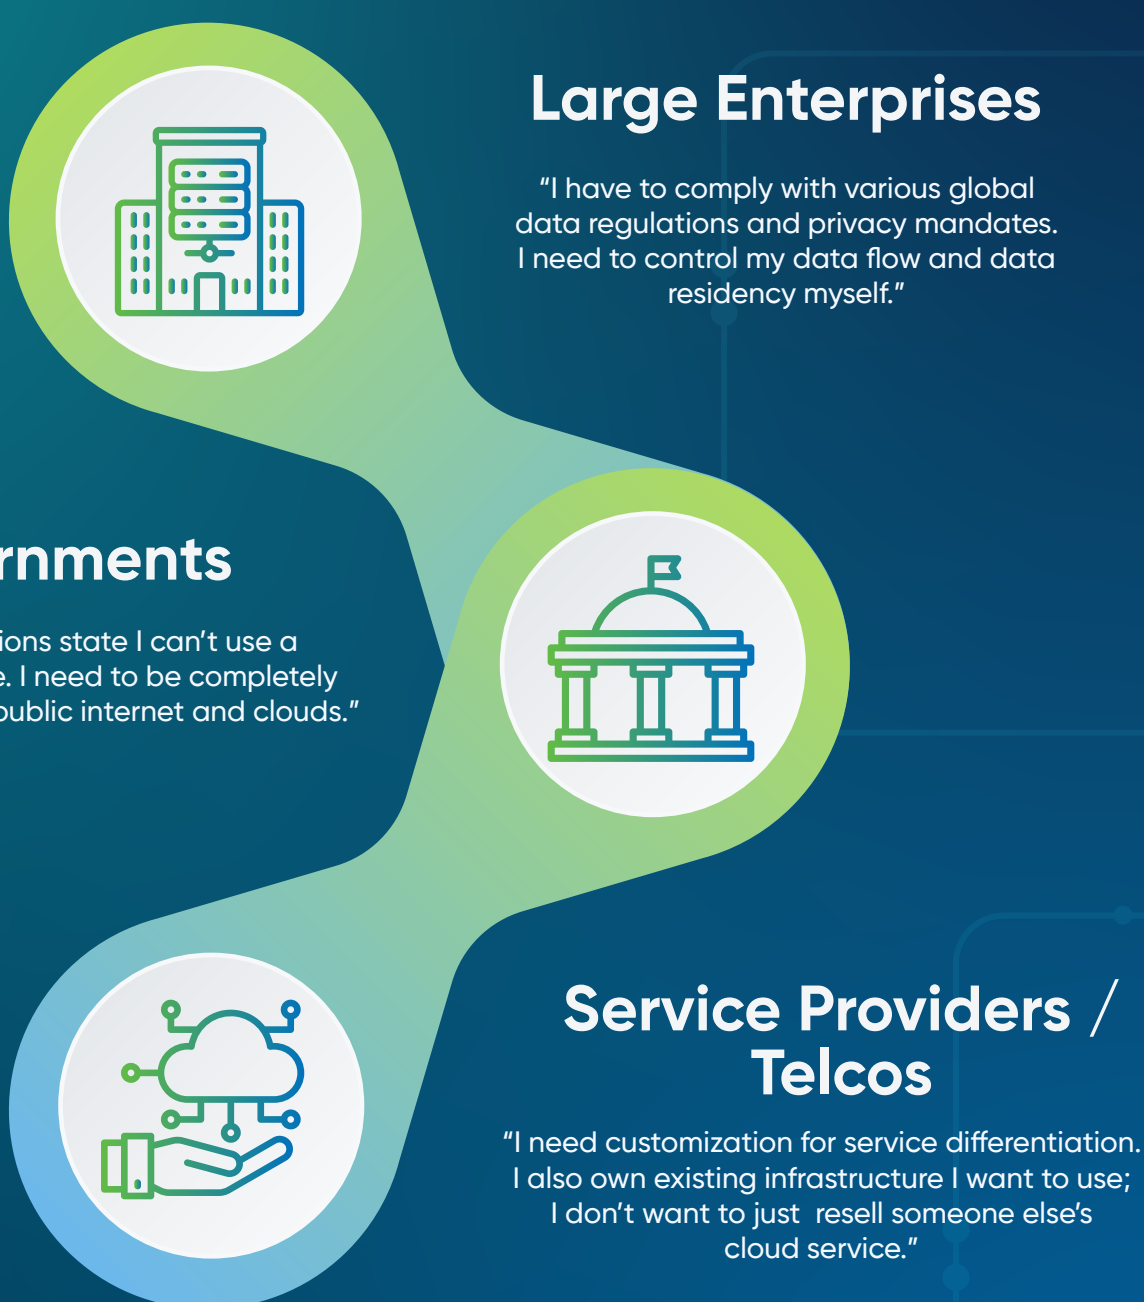 Large Enterprises
“I have to comply with various global
data regulations and privacy mandates.
I need to control my data flow and data
residency myself.”
rnments
ions state I can’t use a
e. I need to be completely
public internet and clouds.”
Service Providers /
Telcos
“I need customization for service differentiation.
I also own existing infrastructure I want to use;
I don’t want to just  resell someone else’s
cloud service.”